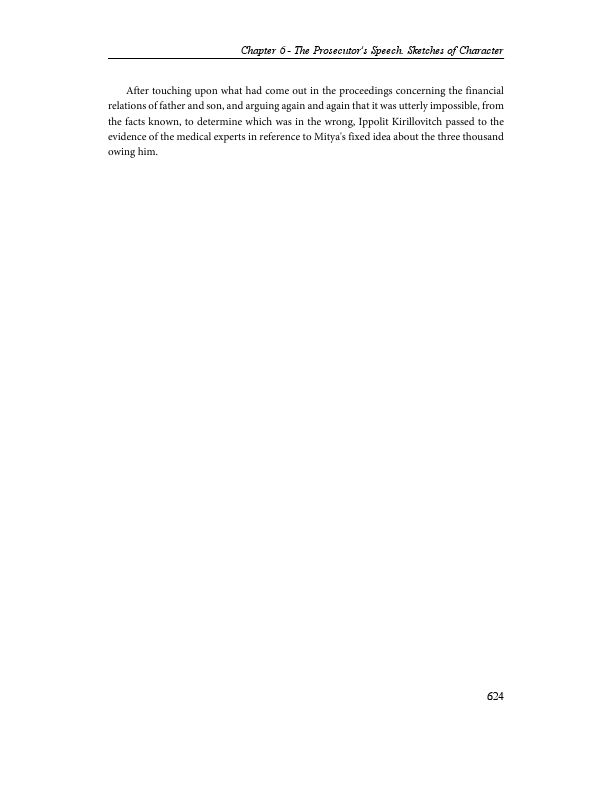 Chapter 6 - The Prosecutor's Speech. Sketches of Character
After touching upon what had come out in the proceedings concerning the financial
relations of father and son, and arguing again and again that it was utterly impossible, from
the facts known, to determine which was in the wrong, Ippolit Kirillovitch passed to the
evidence of the medical experts in reference to Mitya's fixed idea about the three thousand
owing him.
624